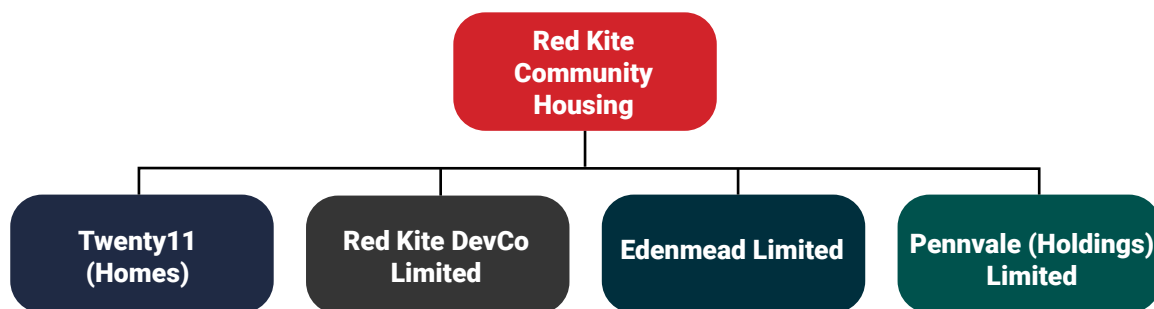 Red Kite
Community
Housing
Twenty11
(Homes)
Red Kite DevCo
Limited
Edenmead Limited
Pennvale (Holdings)
Limited